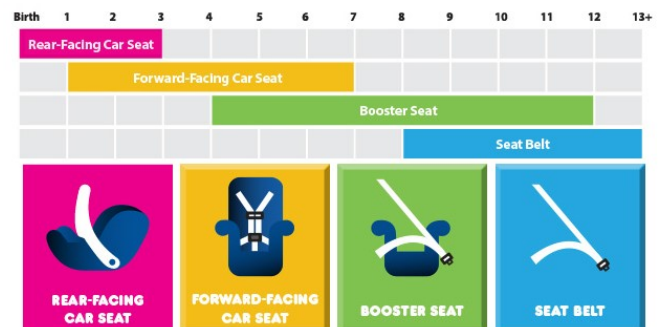 Birth 1 2 3 4 5 6 7 8 9 10 11 12 13+
Rear-Facing Car Seat
Forward-Facing Car Seat
Booster Seat
Seat Belt
REAR-FACING
CAR SEAT
FORWARD-FACING
CAR SEAT
BOOSTER SEAT
SEAT BELT